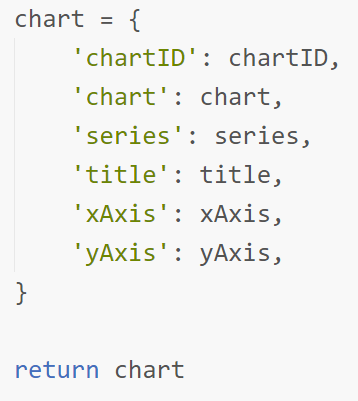 chart = {
    'chartID': chartID,
    'chart': chart,
    'series': series,
    'title': title,
    'xAxis': xAxis,
    'yAxis': yAxis,
}
return chart